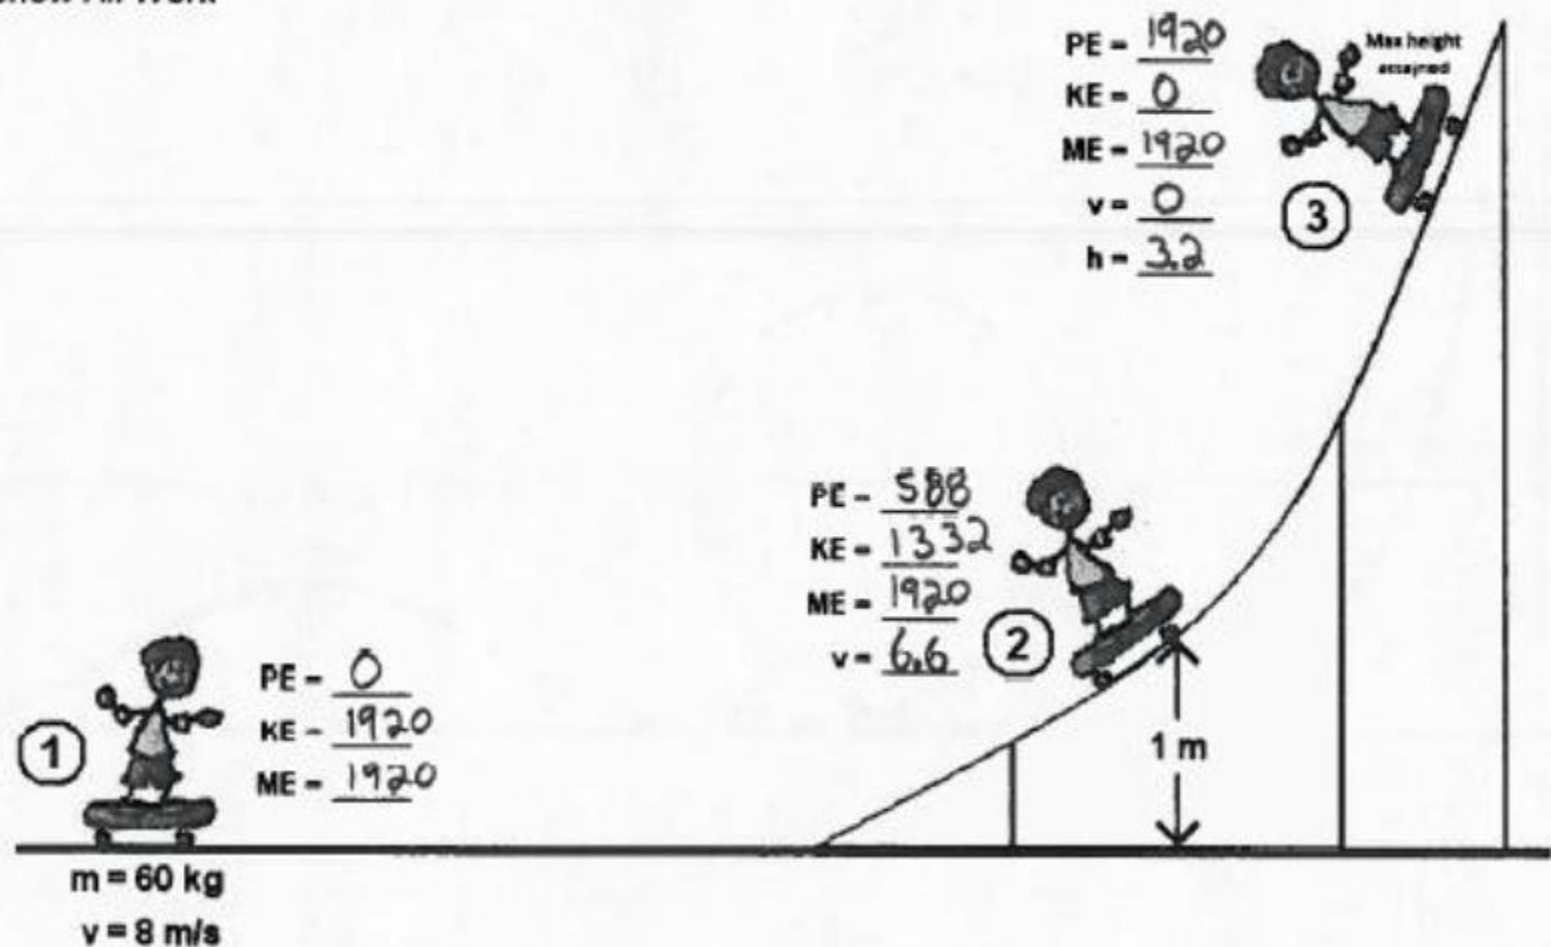 PE - 1920
KE - 0
ME - 1920
v = 0
h - 3.2
Max height
attained
3
PE - 588
KE - 1332
ME - 1920
v - 6.6
2
1 m
1
PE - 0
KE - 1920
ME - 1920
m = 60 kg
v = 8 m/s